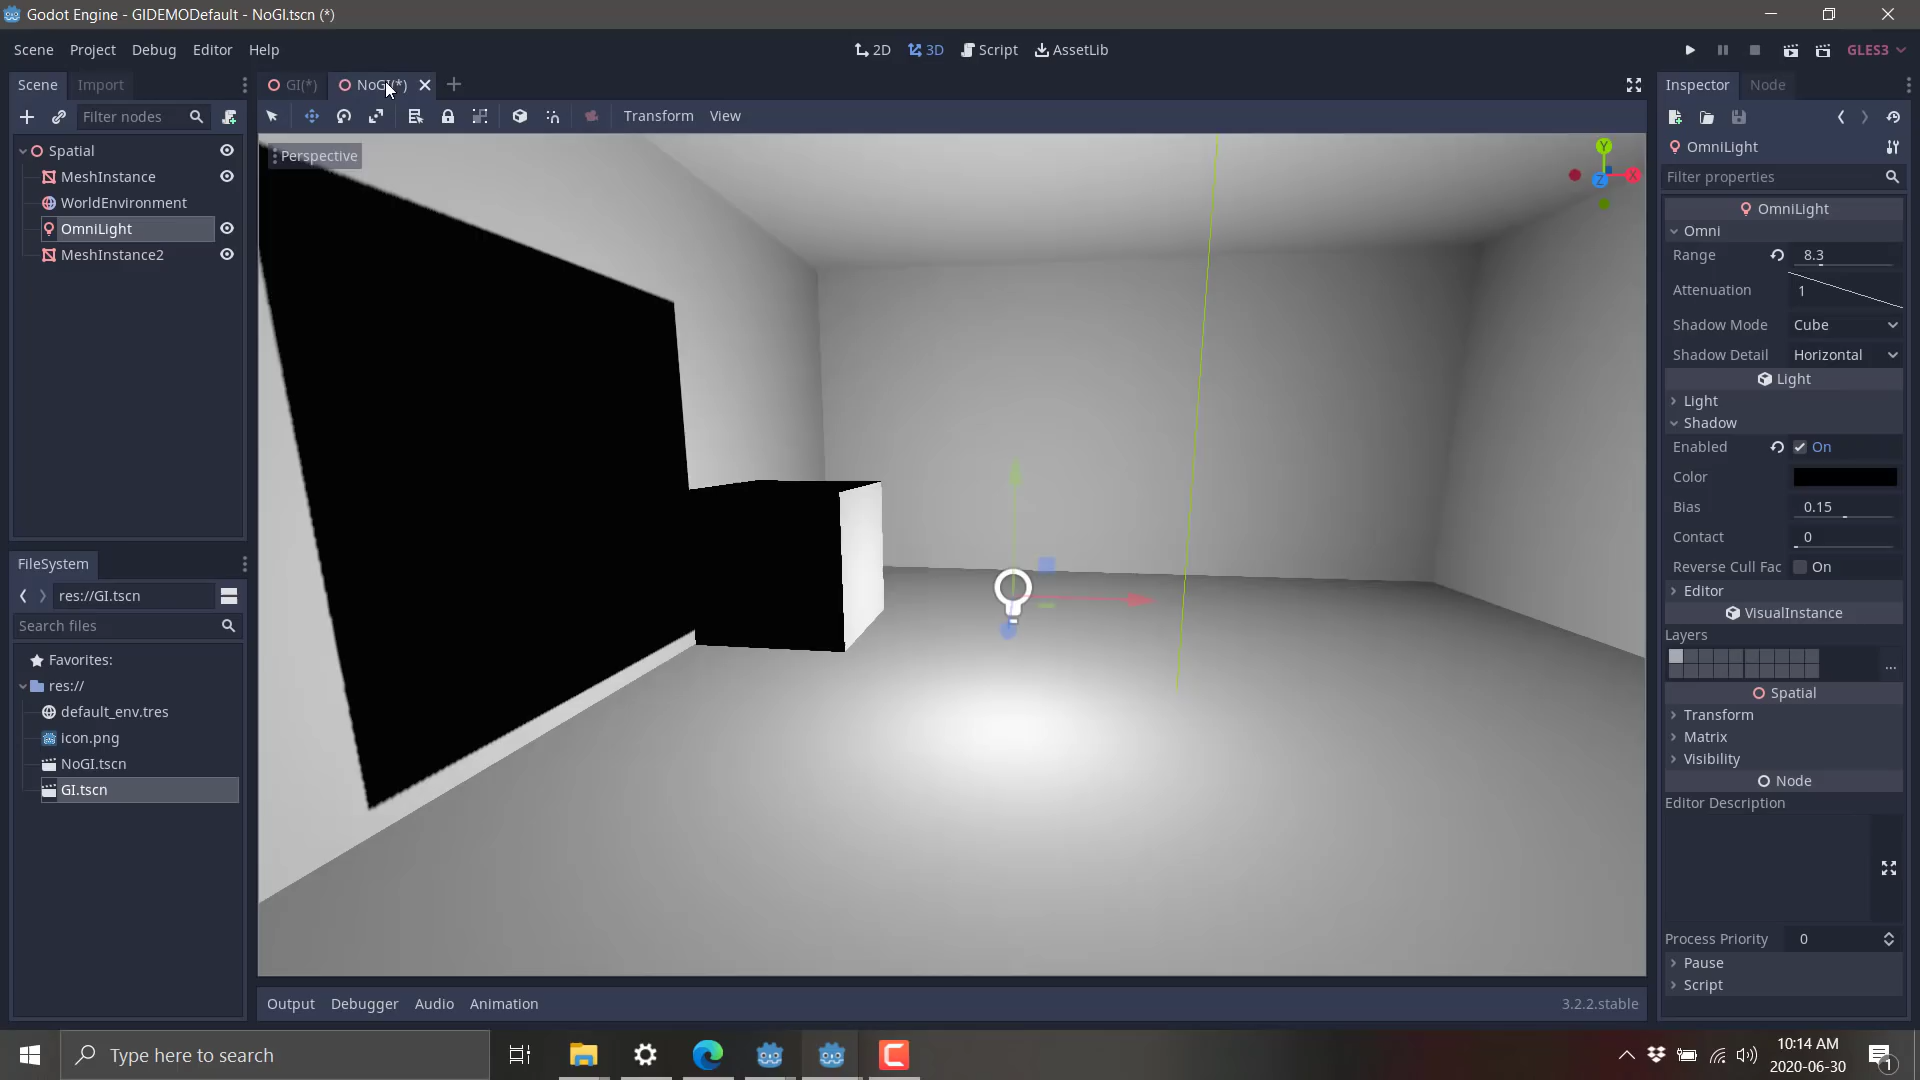 Godot Engine - GIDEMODefault - NoGI.tscn (*)
Scene Project Debug Editor Help
2D 3D Script AssetLib
GLES3
Scene Import
GI(*) NoGI(*)
Inspector Node
Filter nodes
Transform View
Perspective
Y
X
Z
Spatial
MeshInstance
WorldEnvironment
OmniLight
MeshInstance2
FileSystem
res://GI.tscn
Search files
Favorites:
res://
default_env.tres
icon.png
NoGI.tscn
GI.tscn
OmniLight
Filter properties
OmniLight
Omni
Range 8.3
Attenuation 1
Shadow Mode Cube
Shadow Detail Horizontal
Light
Light
Shadow
Enabled On
Color
Bias 0.15
Contact 0
Reverse Cull Fac On
Editor
VisualInstance
Layers
...
Spatial
Transform
Matrix
Visibility
Node
Editor Description
Process Priority 0
Pause
Script
Output Debugger Audio Animation
3.2.2.stable
Type here to search
10:14 AM
2020-06-30
1